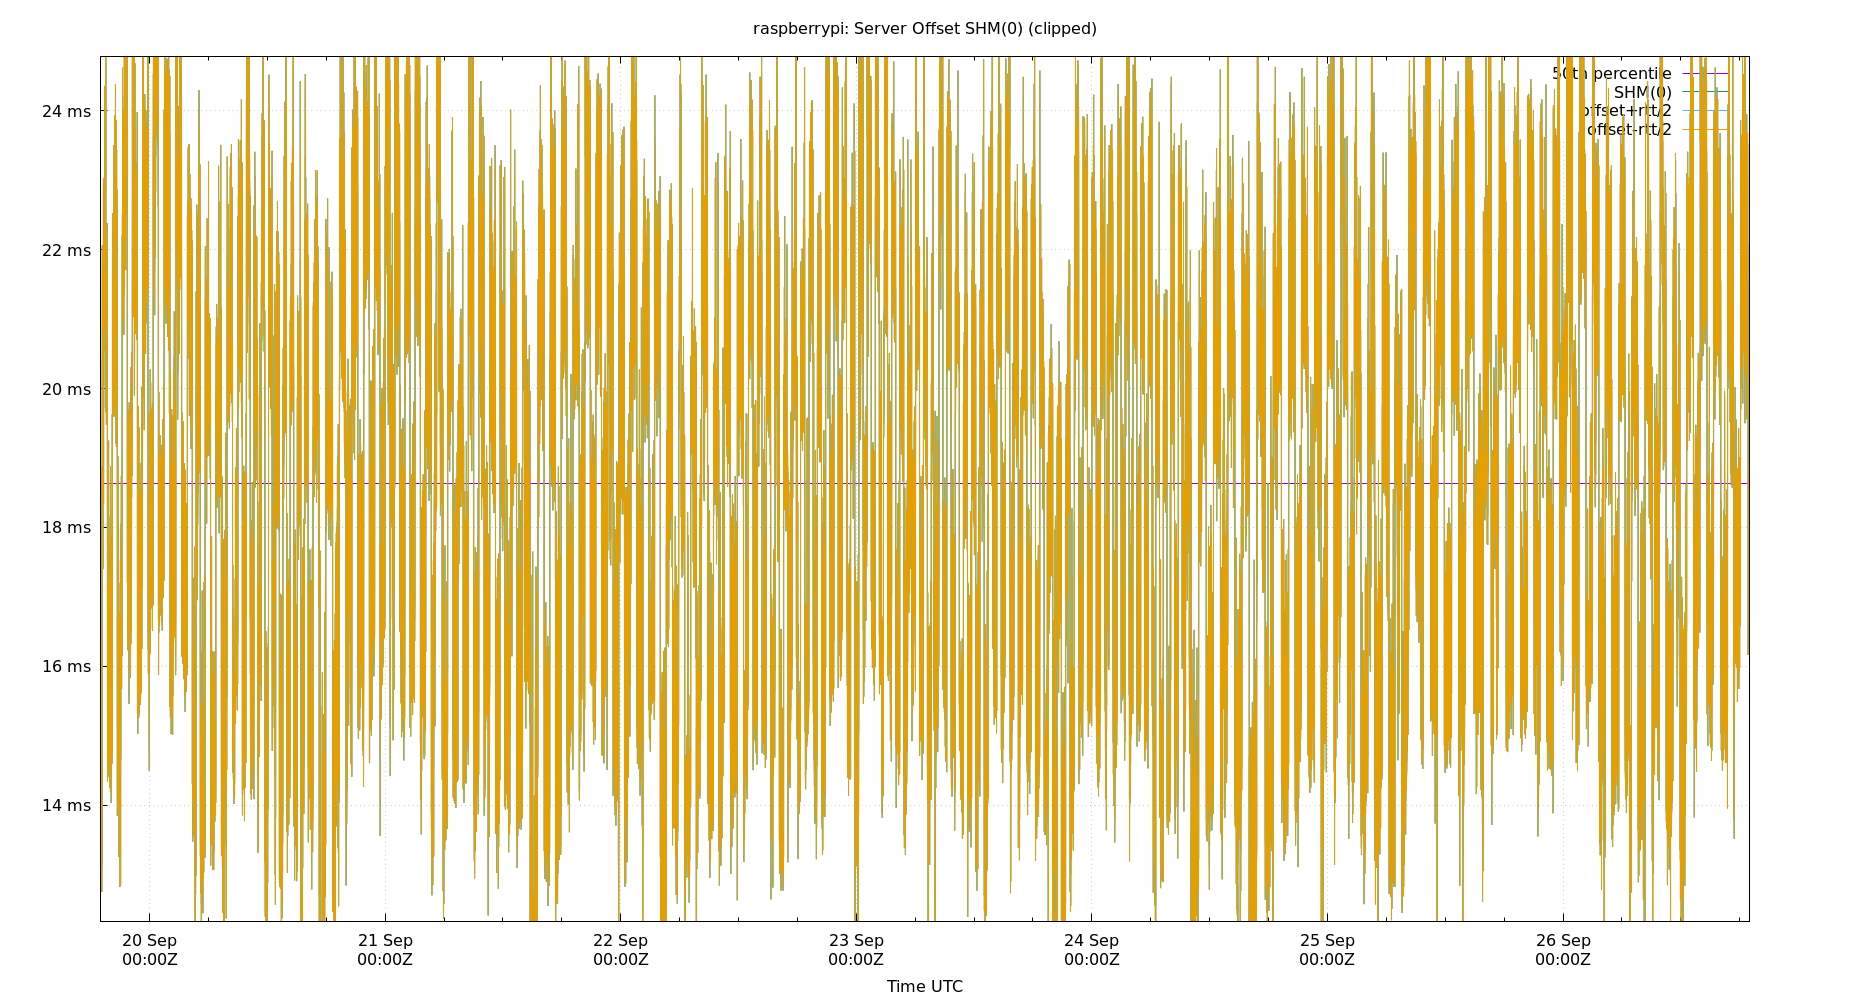 raspberrypi: Server Offset SHM(0) (clipped)
50th percentile
SHM(0)
offset+rtt/2
offset-rtt/2
24 ms
22 ms
20 ms
18 ms
16 ms
14 ms
20 Sep 21 Sep 22 Sep 23 Sep 24 Sep 25 Sep 26 Sep
00:00Z 00:00Z 00:00Z 00:00Z 00:00Z 00:00Z 00:00Z
Time UTC